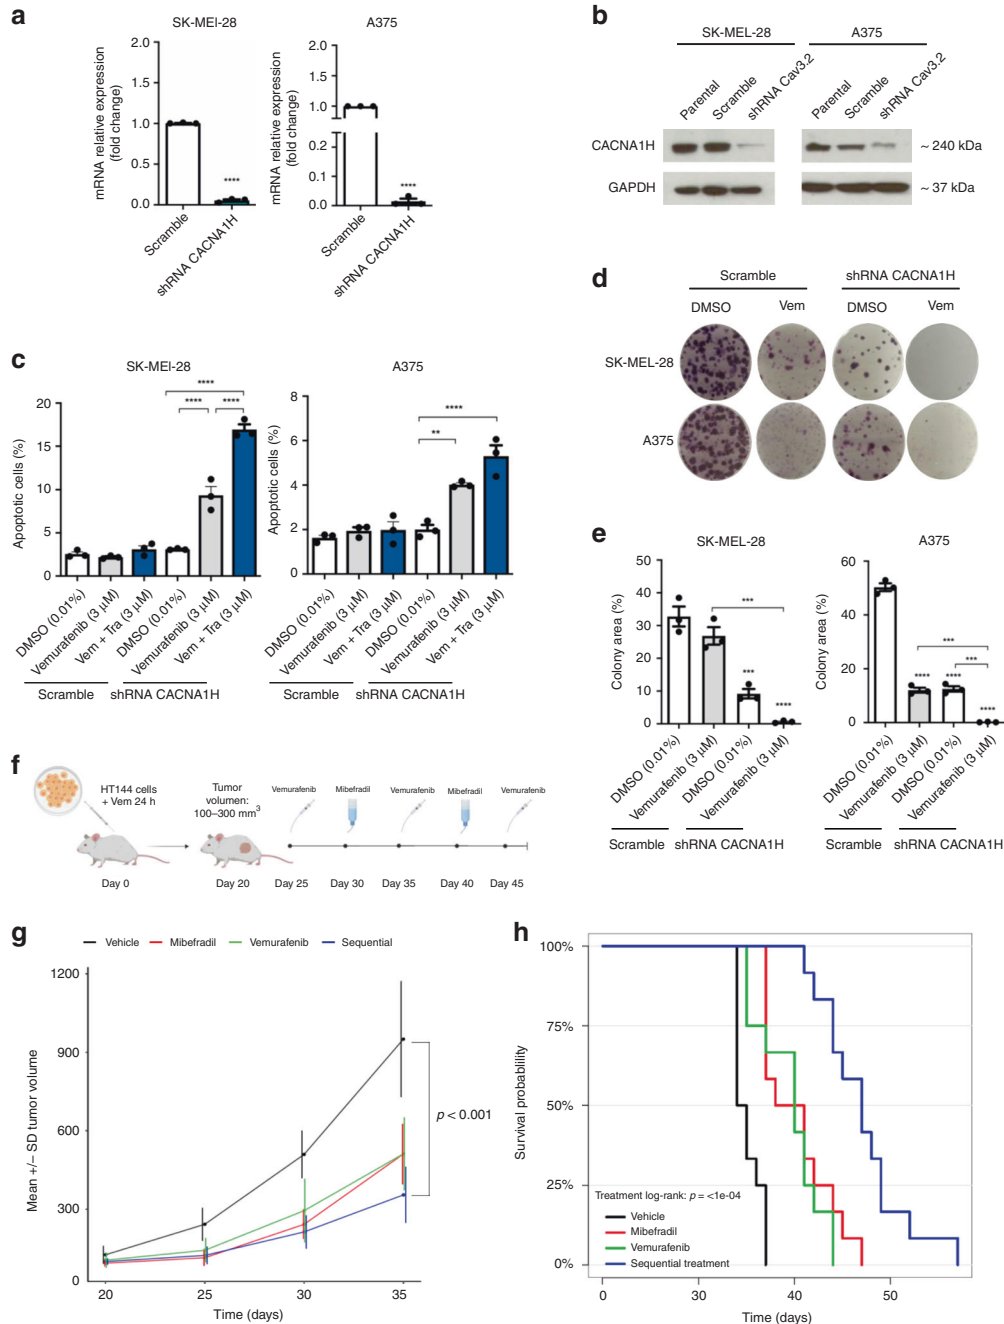 a
SK-MEl-28
A375
mRNA relative expression
(fold change)
2.0
1.5
1.0
0.5
0.0
****
Scramble
shRNA CACNA1H
mRNA relative expression
(fold change)
2.0
1.5
1.0
0.2
0.1
0.0
****
Scramble
shRNA CACNA1H
b
SK-MEL-28
A375
Parental
Scramble
shRNA Cav3.2
Parental
Scramble
shRNA Cav3.2
CACNA1H
~ 240 kDa
GAPDH
~ 37 kDa
c
SK-MEl-28
A375
Apoptotic cells (%)
20
15
10
5
0
****
**** ****
DMSO (0.01%)
Vemurafenib (3 µM)
Vem + Tra (3 µM)
DMSO (0.01%)
Vemurafenib (3 µM)
Vem + Tra (3 µM)
Scramble
shRNA CACNA1H
Apoptotic cells (%)
8
6
4
2
0
****
**
DMSO (0.01%)
Vemurafenib (3 µM)
Vem + Tra (3 µM)
DMSO (0.01%)
Vemurafenib (3 µM)
Vem + Tra (3 µM)
Scramble
shRNA CACNA1H
d
Scramble
shRNA CACNA1H
DMSO
Vem
DMSO
Vem
SK-MEL-28
A375
e
SK-MEL-28
A375
Colony area (%)
50
40
30
20
10
0
***
***
****
DMSO (0.01%)
Vemurafenib (3 µM)
DMSO (0.01%)
Vemurafenib (3 µM)
Scramble
shRNA CACNA1H
Colony area (%)
60
40
20
0
***
***
**** ****
****
DMSO (0.01%)
Vemurafenib (3 µM)
DMSO (0.01%)
Vemurafenib (3 µM)
Scramble
shRNA CACNA1H
f
HT144 cells
+ Vem 24 h
Tumor
volumen:
100–300 mm3
Vemurafenib
Mibefradil
Vemurafenib
Mibefradil
Vemurafenib
Day 0
Day 20
Day 25
Day 30
Day 35
Day 40
Day 45
g
Vehicle
Mibefradil
Vemurafenib
Sequential
Mean +/– SD tumor volume
1200
900
600
300
0
p < 0.001
20
25
30
35
Time (days)
h
Survival probablility
100%
75%
50%
25%
0%
Treatment log-rank: p = <1e-04
Vehicle
Mibefradil
Vemurafenib
Sequential treatment
0
30
40
50
Time (days)